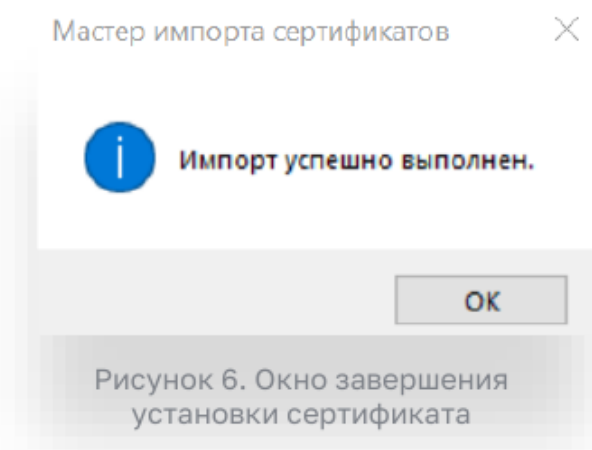 Мастер импорта сертификатов
Импорт успешно выполнен.
ОК
Рисунок 6. Окно завершения
установки сертификата